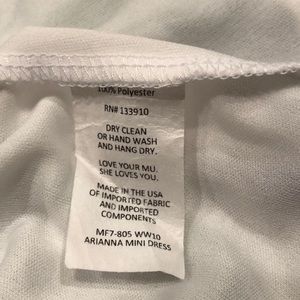 100% Polyester
RN# 133910
DRY CLEAN
OR HAND WASH
AND HANG DRY.
LOVE YOUR MU.
SHE LOVES YOU.
MADE IN THE USA
OF IMPORTED FABRIC
AND IMPORTED
COMPONENTS
MF7-805 WW10
ARIANNA MINI DRESS